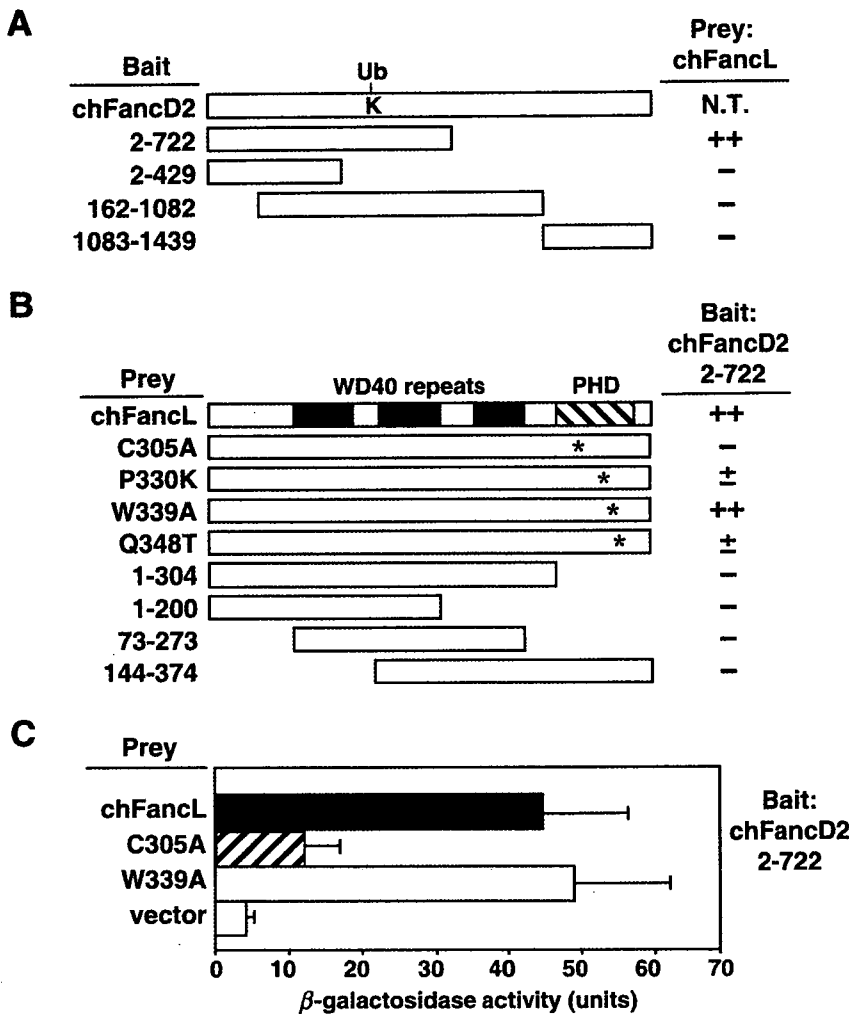 A
Bait
Prey:
chFancL
Ub
chFancD2 K N.T.
2-722 ++
2-429 −
162-1082 −
1083-1439 −
B
Bait:
chFancD2
2-722
Prey WD40 repeats PHD
chFancL ++
C305A * −
P330K * ±
W339A * ++
Q348T * ±
1-304 −
1-200 −
73-273 −
144-374 −
C
Prey
chFancL
C305A
W339A
vector
Bait:
chFancD2
2-722
0 10 20 30 40 50 60 70
β-galactosidase activity (units)